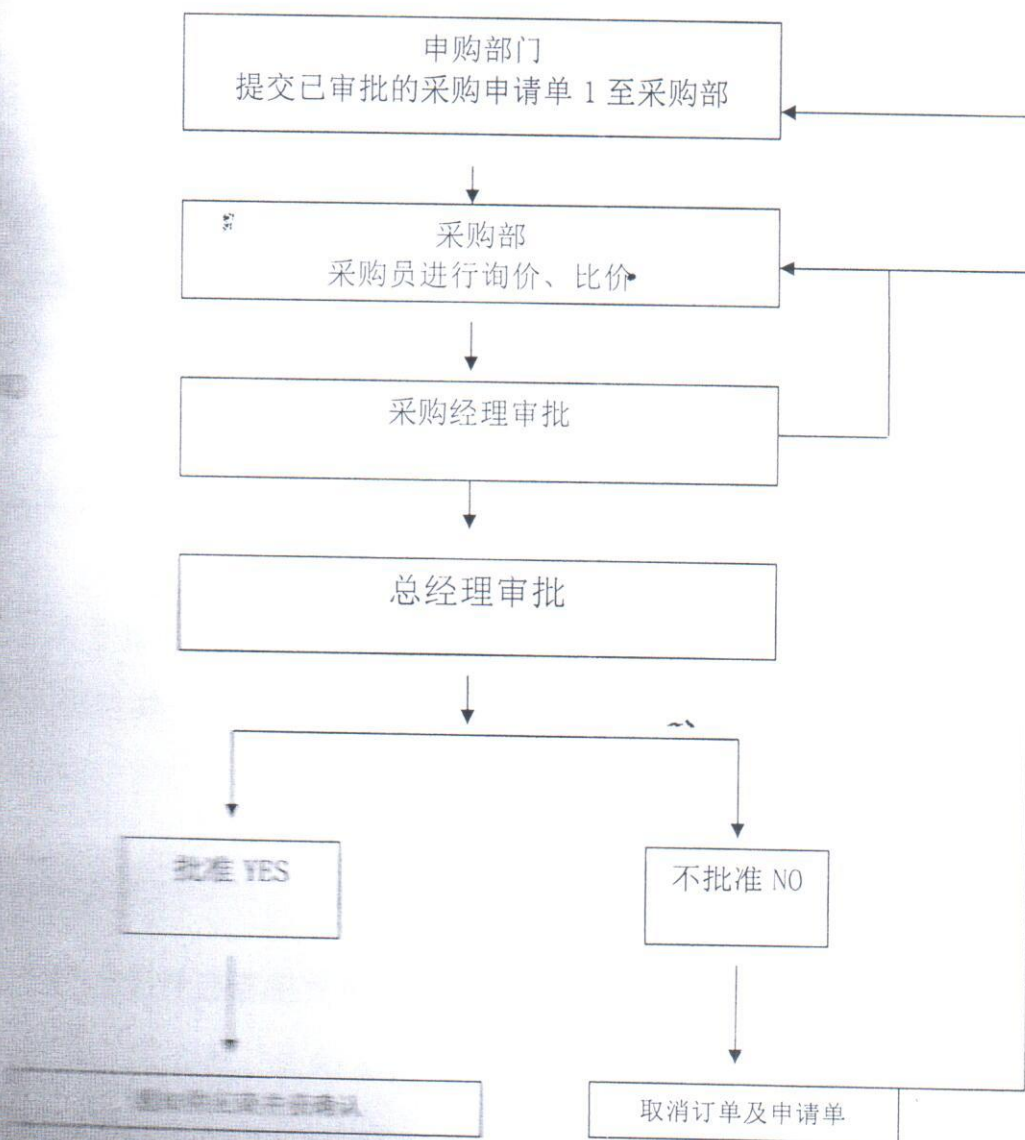 申购部门
提交已审批的采购申请单 1 至采购部
采购部
采购员进行询价、比价
采购经理审批
总经理审批
批准 YES
不批准 NO
取消订单及申请单